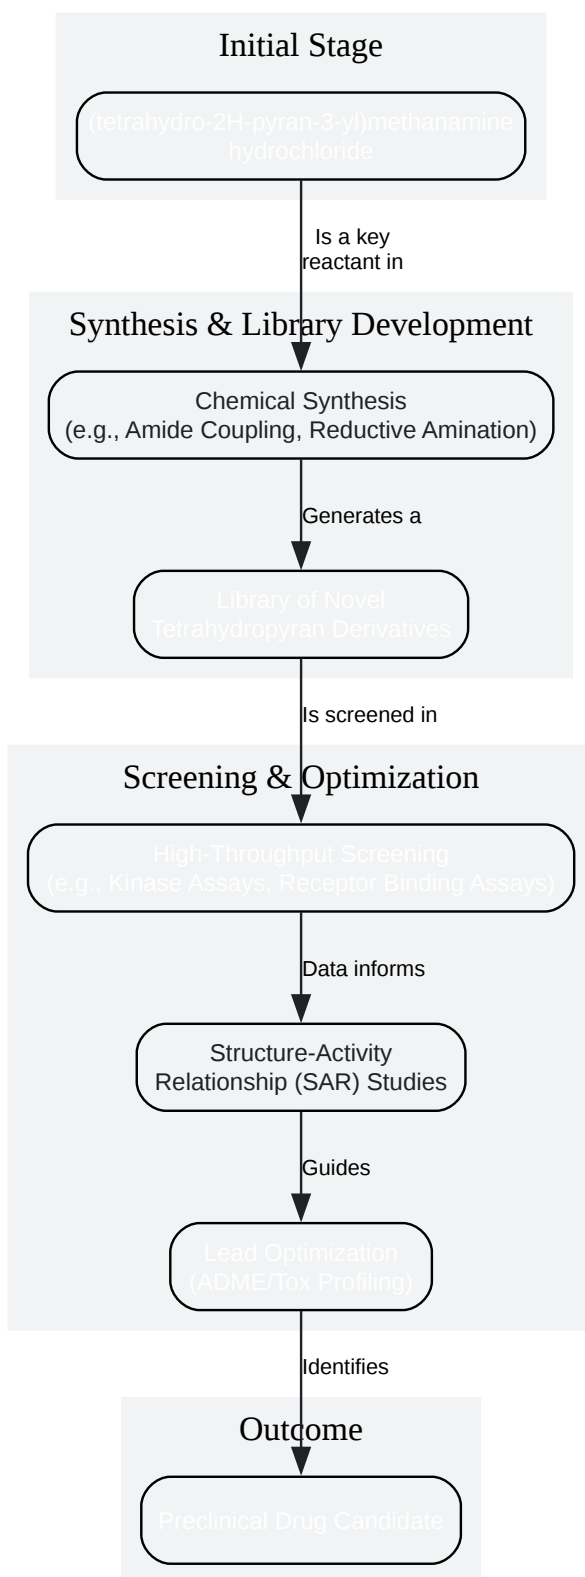 Initial Stage
(tetrahydro-2H-pyran-3-yl)methanamine
hydrochloride
Is a key
reactant in
Synthesis & Library Development
Chemical Synthesis
(e.g., Amide Coupling, Reductive Amination)
Generates a
Library of Novel
Tetrahydropyran Derivatives
Is screened in
Screening & Optimization
High-Throughput Screening
(e.g., Kinase Assays, Receptor Binding Assays)
Data informs
Structure-Activity
Relationship (SAR) Studies
Guides
Lead Optimization
(ADME/Tox Profiling)
Identifies
Outcome
Preclinical Drug Candidate